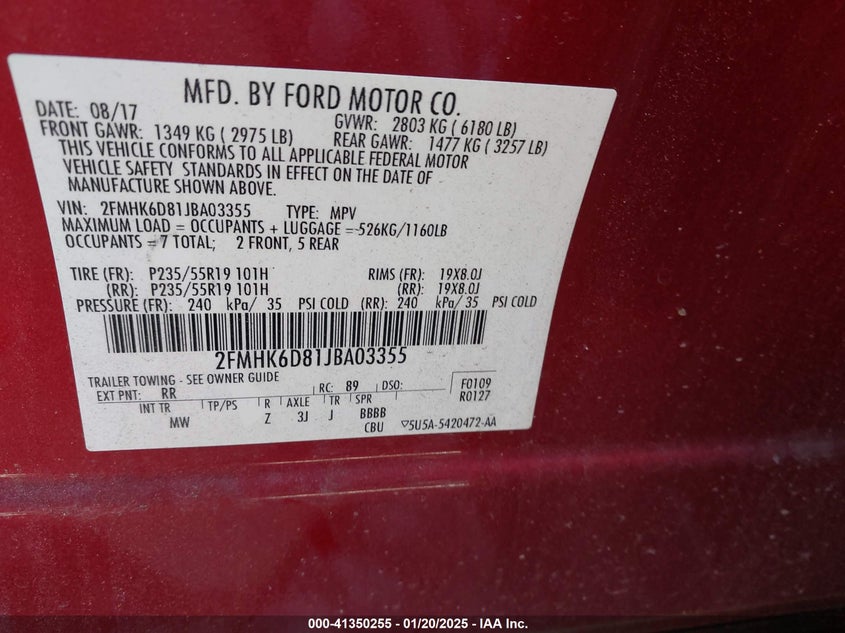 MFD. BY FORD MOTOR CO.
DATE: 08/17 GVWR: 2803 KG ( 6180 LB)
FRONT GAWR: 1349 KG ( 2975 LB) REAR GAWR: 1477 KG ( 3257 LB)
THIS VEHICLE CONFORMS TO ALL APPLICABLE FEDERAL MOTOR
VEHICLE SAFETY STANDARDS IN EFFECT ON THE DATE OF
MANUFACTURE SHOWN ABOVE.
VIN: 2FMHK6D81JBA03355 TYPE: MPV
MAXIMUM LOAD = OCCUPANTS + LUGGAGE = 526KG/1160LB
OCCUPANTS = 7 TOTAL; 2 FRONT, 5 REAR
TIRE (FR): P235/55R19 101H RIMS (FR): 19X8.0J
(RR): P235/55R19 101H (RR): 19X8.0J
PRESSURE (FR): 240 kPa/ 35 PSI COLD (RR): 240 kPa/ 35 PSI COLD
2FMHK6D81JBA03355
TRAILER TOWING - SEE OWNER GUIDE
EXT PNT: RR RC: 89 DSO: F0109
R0127
INT TR TP/PS R AXLE TR SPR
MW Z 3J J BBBB
CBU 5U5A-5420472-AA
000-41350255 - 01/20/2025 - IAA Inc.